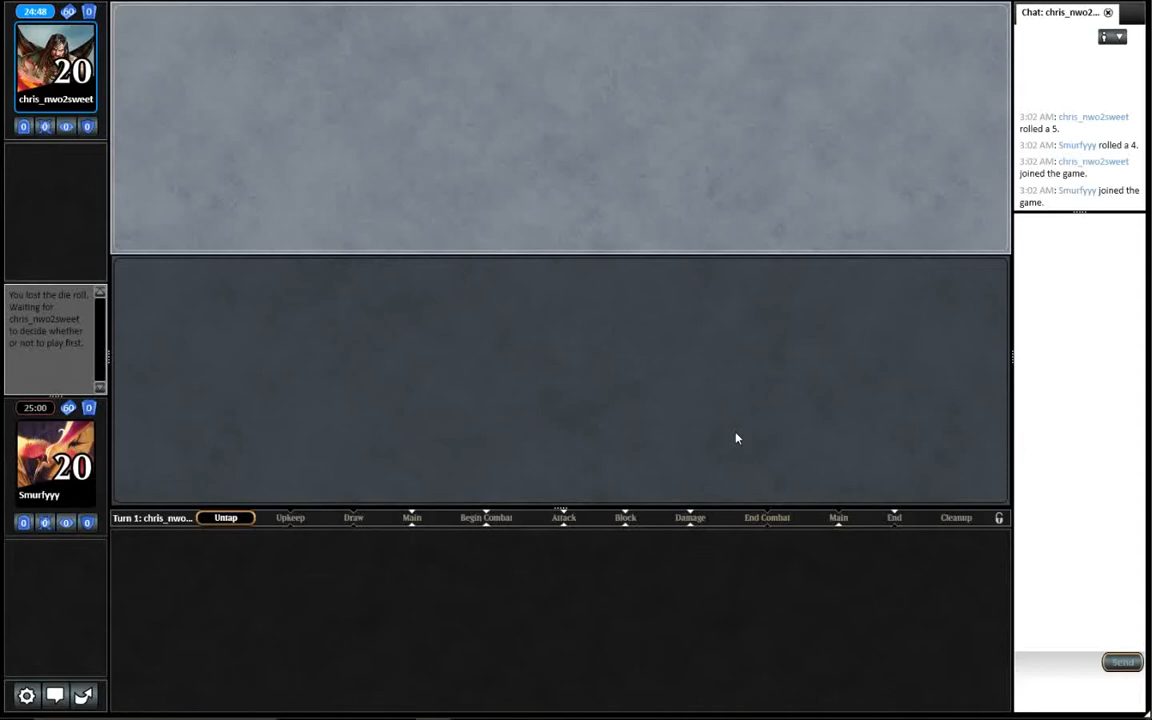 24:48 60 0
20
chris_nwo2sweet
0 0 0 0
You lost the die roll.
Waiting for
chris_nwo2sweet
to decide whether
or not to play first.
25:00 60 0
20
Smurfyyy
0 0 0 0
Turn 1: chris_nwo... Untap Upkeep Draw Main Begin Combat Attack Block Damage End Combat Main End Cleanup
Chat: chris_nwo2...
3:02 AM: chris_nwo2sweet
rolled a 5.
3:02 AM: Smurfyyy rolled a 4.
3:02 AM: chris_nwo2sweet
joined the game.
3:02 AM: Smurfyyy joined the
game.
Send